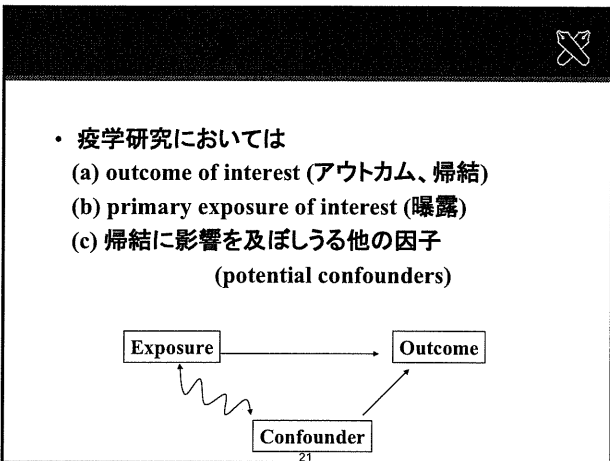 ・ 疫学研究においては
(a) outcome of interest (アウトカム、帰結)
(b) primary exposure of interest (曝露)
(c) 帰結に影響を及ぼしうる他の因子
(potential confounders)
Exposure
Outcome
Confounder
21